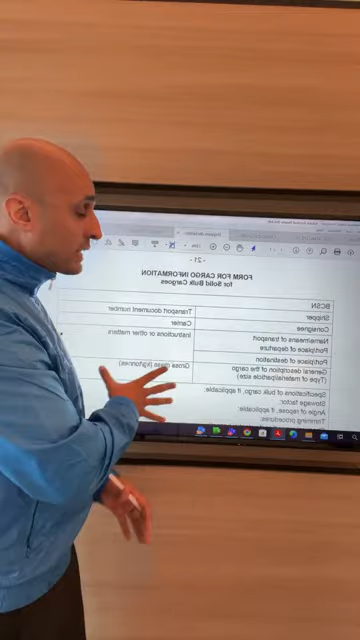 - 21 -
FORM FOR CARGO INFORMATION
for Solid Bulk Cargoes
BCSN
Shipper
Transport document number
Consignee
Carrier
Name/means of transport
Instructions or other matters
Port/place of departure
Port/place of destination
General description of the cargo
Gross mass (kg/tonnes)
(Type of material/particle size)
Specifications of bulk cargo, if applicable:
Stowage factor:
Angle of repose, if applicable:
Trimming procedures: